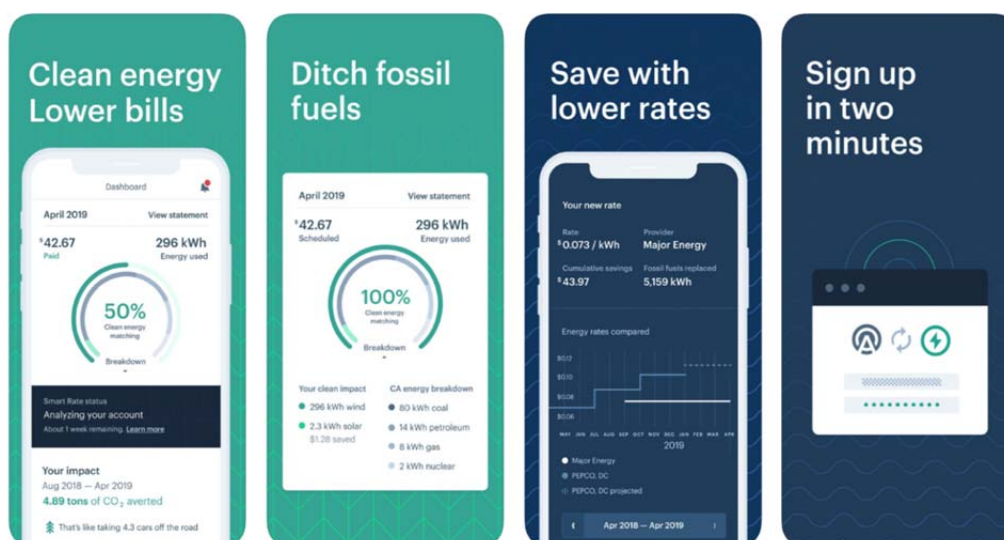 Clean energy
Lower bills
Dashboard
April 2019 View statement
$42.67 296 kWh
Paid Energy used
50%
Clean energy
matching
Breakdown
Smart Rate status
Analyzing your account
About 1 week remaining. Learn more
Your impact
Aug 2018 — Apr 2019
4.89 tons of CO2 averted
That's like taking 4.3 cars off the road
Ditch fossil
fuels
April 2019 View statement
$42.67 296 kWh
Scheduled Energy used
100%
Clean energy
matching
Breakdown
Your clean impact CA energy breakdown
296 kWh wind 80 kWh coal
2.3 kWh solar 14 kWh petroleum
$1.28 saved
8 kWh gas
2 kWh nuclear
Save with
lower rates
Your new rate
Rate Provider
$0.073 / kWh Major Energy
Cumulative savings Fossil fuels replaced
$43.97 5,159 kWh
Energy rates compared
$0.12
$0.10
$0.08
$0.06
MAY JUN JUL AUG SEP OCT NOV DEC JAN FEB MAR APR
2019
Major Energy
PEPCO, DC
PEPCO, DC projected
Apr 2018 — Apr 2019
Sign up
in two
minutes